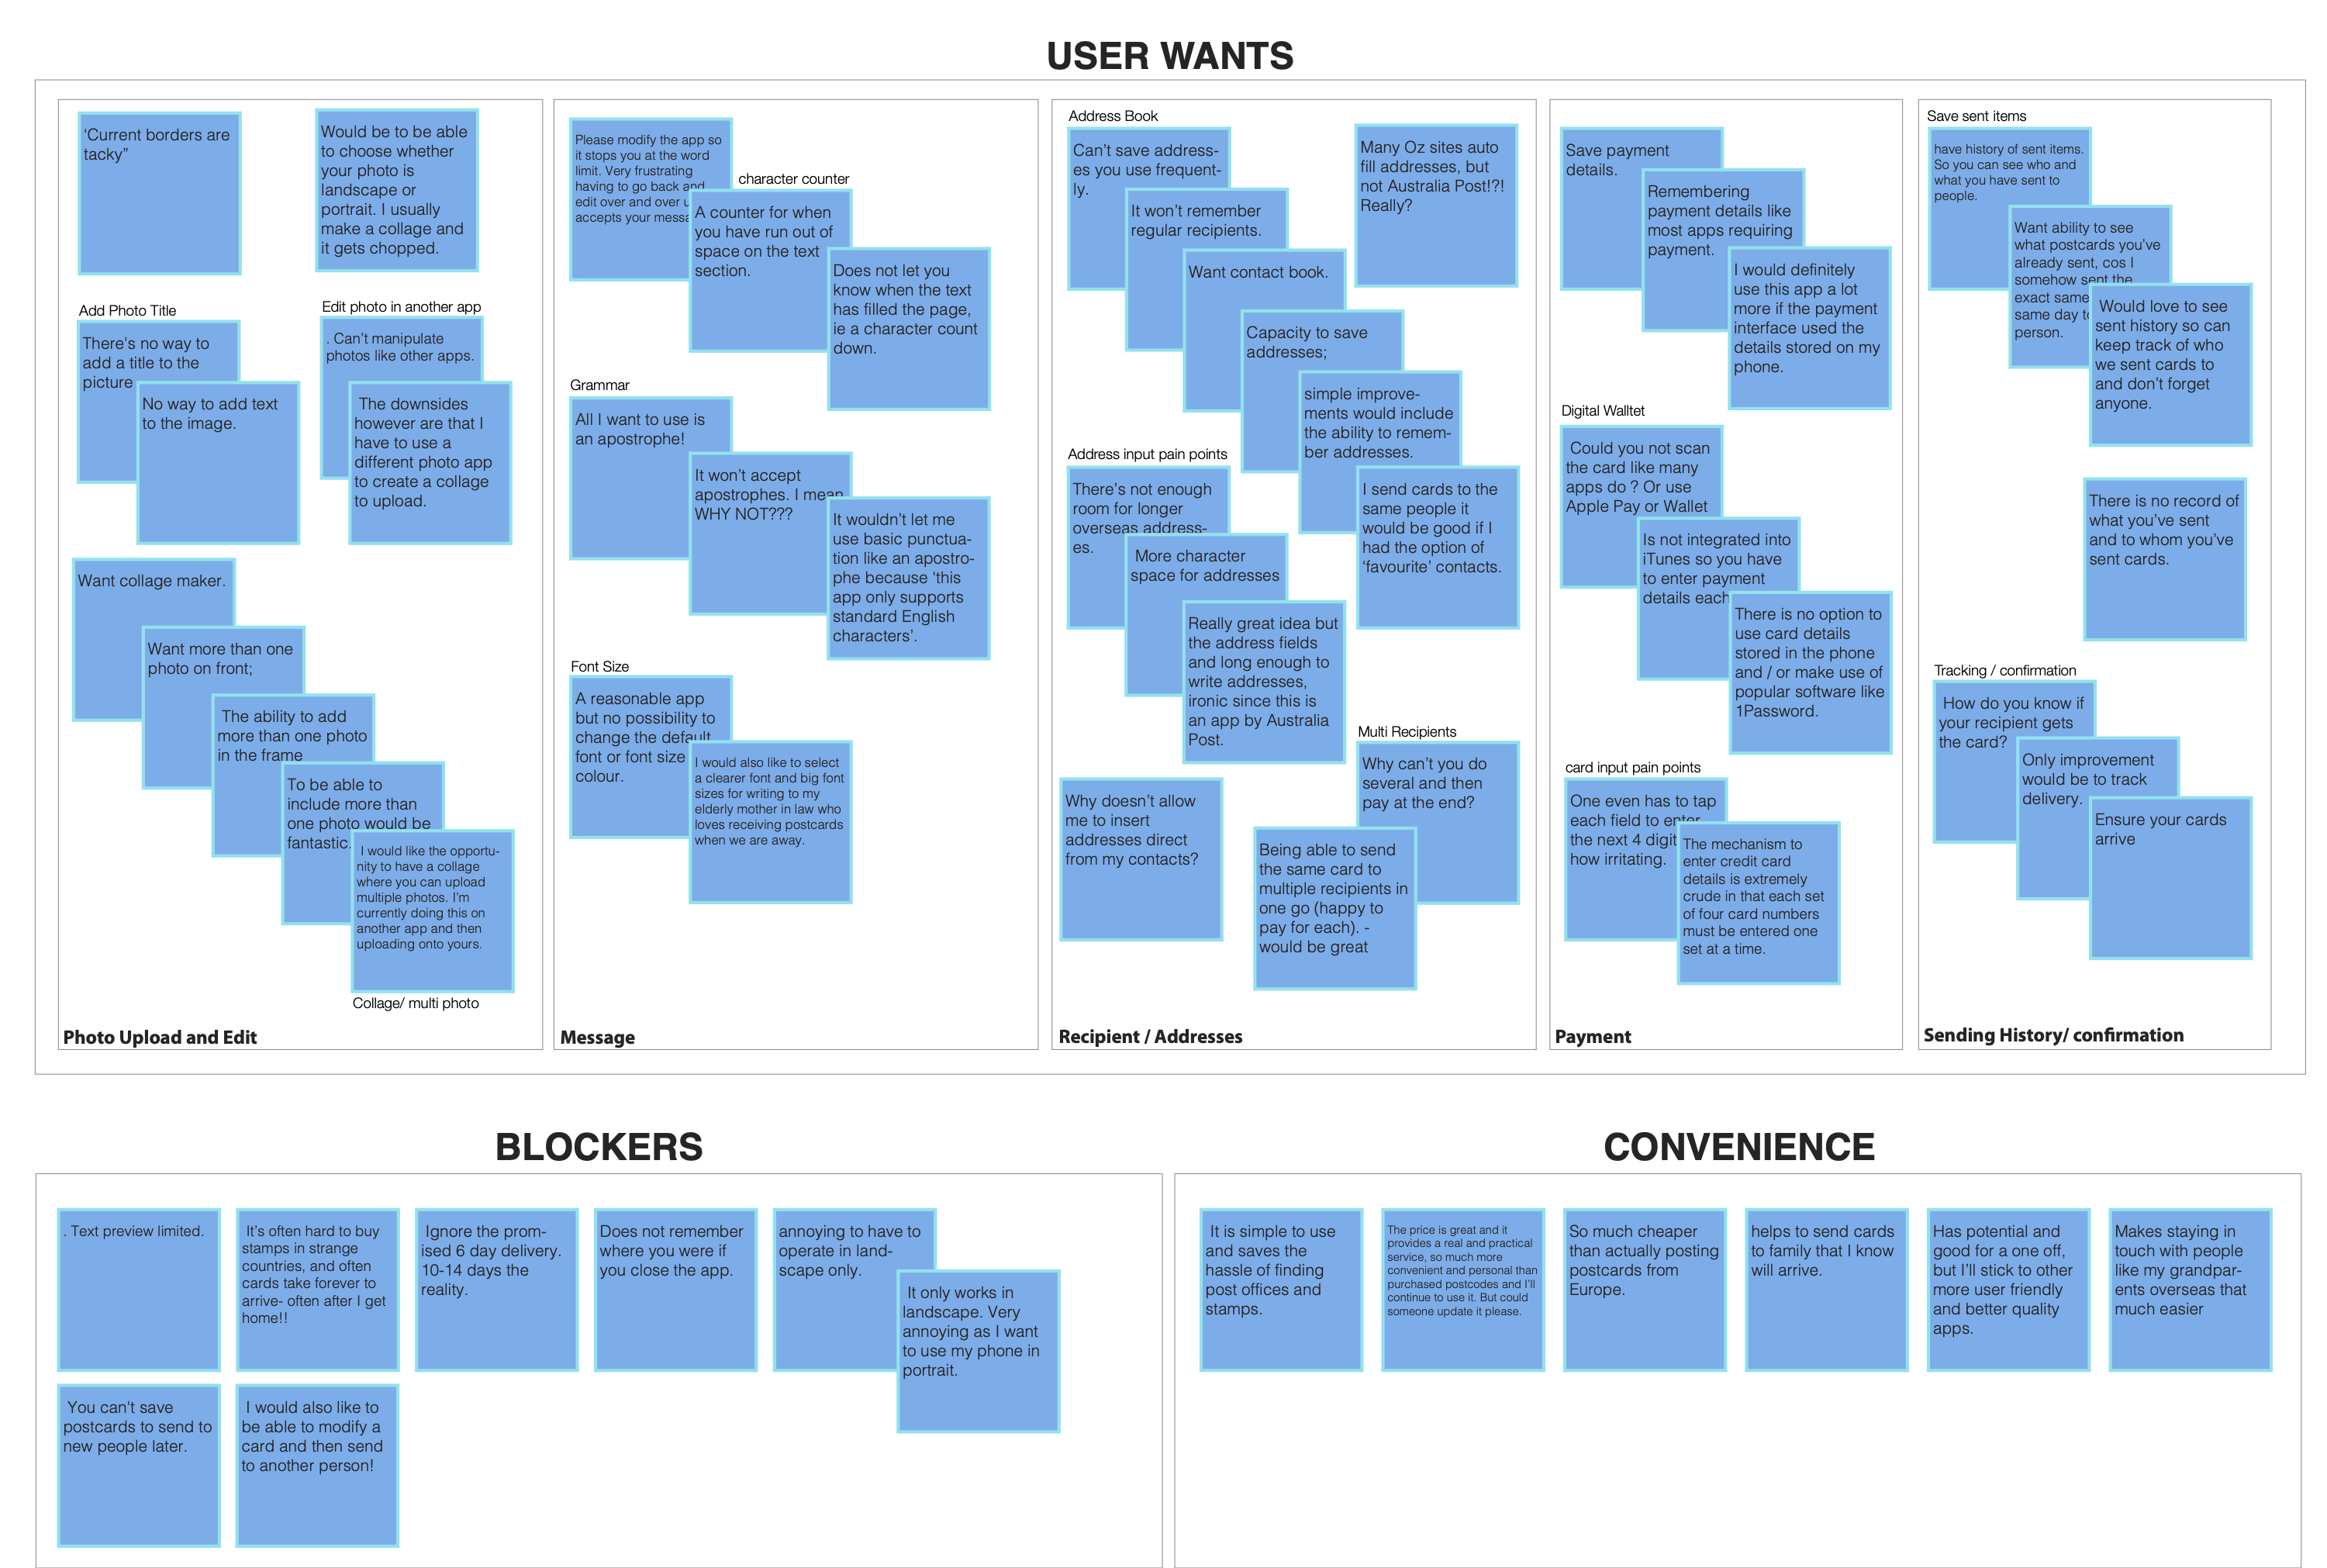 USER WANTS
‘Current borders are
tacky”
Would be to be able
to choose whether
your photo is
landscape or
portrait. I usually
make a collage and
it gets chopped.
Add Photo Title
There's no way to
add a title to the
picture
No way to add text
to the image.
Edit photo in another app
. Can’t manipulate
photos like other apps.
The downsides
however are that I
have to use a
different photo app
to create a collage
to upload.
Want collage maker.
Want more than one
photo on front;
The ability to add
more than one photo
in the frame
To be able to
include more than
one photo would be
fantastic.
I would like the opportu-
nity to have a collage
where you can upload
multiple photos. I’m
currently doing this on
another app and then
uploading onto yours.
Collage/ multi photo
Photo Upload and Edit
Please modify the app so
it stops you at the word
limit. Very frustrating
having to go back and
edit over and over
accepts your
character counter
A counter for when
you have run out of
space on the text
section.
Does not let you
know when the text
has filled the page,
ie a character count
down.
Grammar
All I want to use is
an apostrophe!
It won’t accept
apostrophes. I mean
WHY NOT???
It wouldn’t let me
use basic punctua-
tion like an apostro-
phe because ‘this
app only supports
standard English
characters’.
Font Size
A reasonable app
but no possibility to
change the default
font or font size
colour.
I would also like to select
a clearer font and big font
sizes for writing to my
elderly mother in law who
loves receiving postcards
when we are away.
Message
Address Book
Can’t save address-
es you use frequent-
ly.
It won’t remember
regular recipients.
Want contact book.
Capacity to save
addresses;
simple improve-
ments would include
the ability to remem-
ber addresses.
I send cards to the
same people it
would be good if I
had the option of
‘favourite’ contacts.
Many Oz sites auto
fill addresses, but
not Australia Post!?!
Really?
Address input pain points
There’s not enough
room for longer
overseas address-
es.
More character
space for addresses
Really great idea but
the address fields
and long enough to
write addresses,
ironic since this is
an app by Australia
Post.
Multi Recipients
Why can’t you do
several and then
pay at the end?
Being able to send
the same card to
multiple recipients in
one go (happy to
pay for each). -
would be great
Why doesn’t allow
me to insert
addresses direct
from my contacts?
Recipient / Addresses
Save payment
details.
Remembering
payment details like
most apps requiring
payment.
I would definitely
use this app a lot
more if the payment
interface used the
details stored on my
phone.
Digital Walltet
Could you not scan
the card like many
apps do ? Or use
Apple Pay or Wallet
Is not integrated into
iTunes so you have
to enter payment
details each
There is no option to
use card details
stored in the phone
and / or make use of
popular software like
1Password.
card input pain points
One even has to tap
each field to enter
the next 4
how irritating.
The mechanism to
enter credit card
details is extremely
crude in that each set
of four card numbers
must be entered one
set at a time.
Payment
Save sent items
have history of sent items.
So you can see who and
what you have sent to
people.
Want ability to see
what postcards you’ve
already sent, cos I
somehow sent the
exact same
same day
person.
Would love to see
sent history so can
keep track of who
we sent cards to
and don’t forget
anyone.
There is no record of
what you’ve sent
and to whom you’ve
sent cards.
Tracking / confirmation
How do you know if
your recipient gets
the card?
Only improvement
would be to track
delivery.
Ensure your cards
arrive
Sending History/ confirmation
BLOCKERS
. Text preview limited.
It’s often hard to buy
stamps in strange
countries, and often
cards take forever to
arrive- often after I get
home!!
Ignore the prom-
ised 6 day delivery.
10-14 days the
reality.
Does not remember
where you were if
you close the app.
annoying to have to
operate in land-
scape only.
It only works in
landscape. Very
annoying as I want
to use my phone in
portrait.
You can't save
postcards to send to
new people later.
I would also like to
be able to modify a
card and then send
to another person!
CONVENIENCE
It is simple to use
and saves the
hassle of finding
post offices and
stamps.
The price is great and it
provides a real and practical
service, so much more
convenient and personal than
purchased postcodes and I’ll
continue to use it. But could
someone update it please.
So much cheaper
than actually posting
postcards from
Europe.
helps to send cards
to family that I know
will arrive.
Has potential and
good for a one off,
but I’ll stick to other
more user friendly
and better quality
apps.
Makes staying in
touch with people
like my grandpar-
ents overseas that
much easier